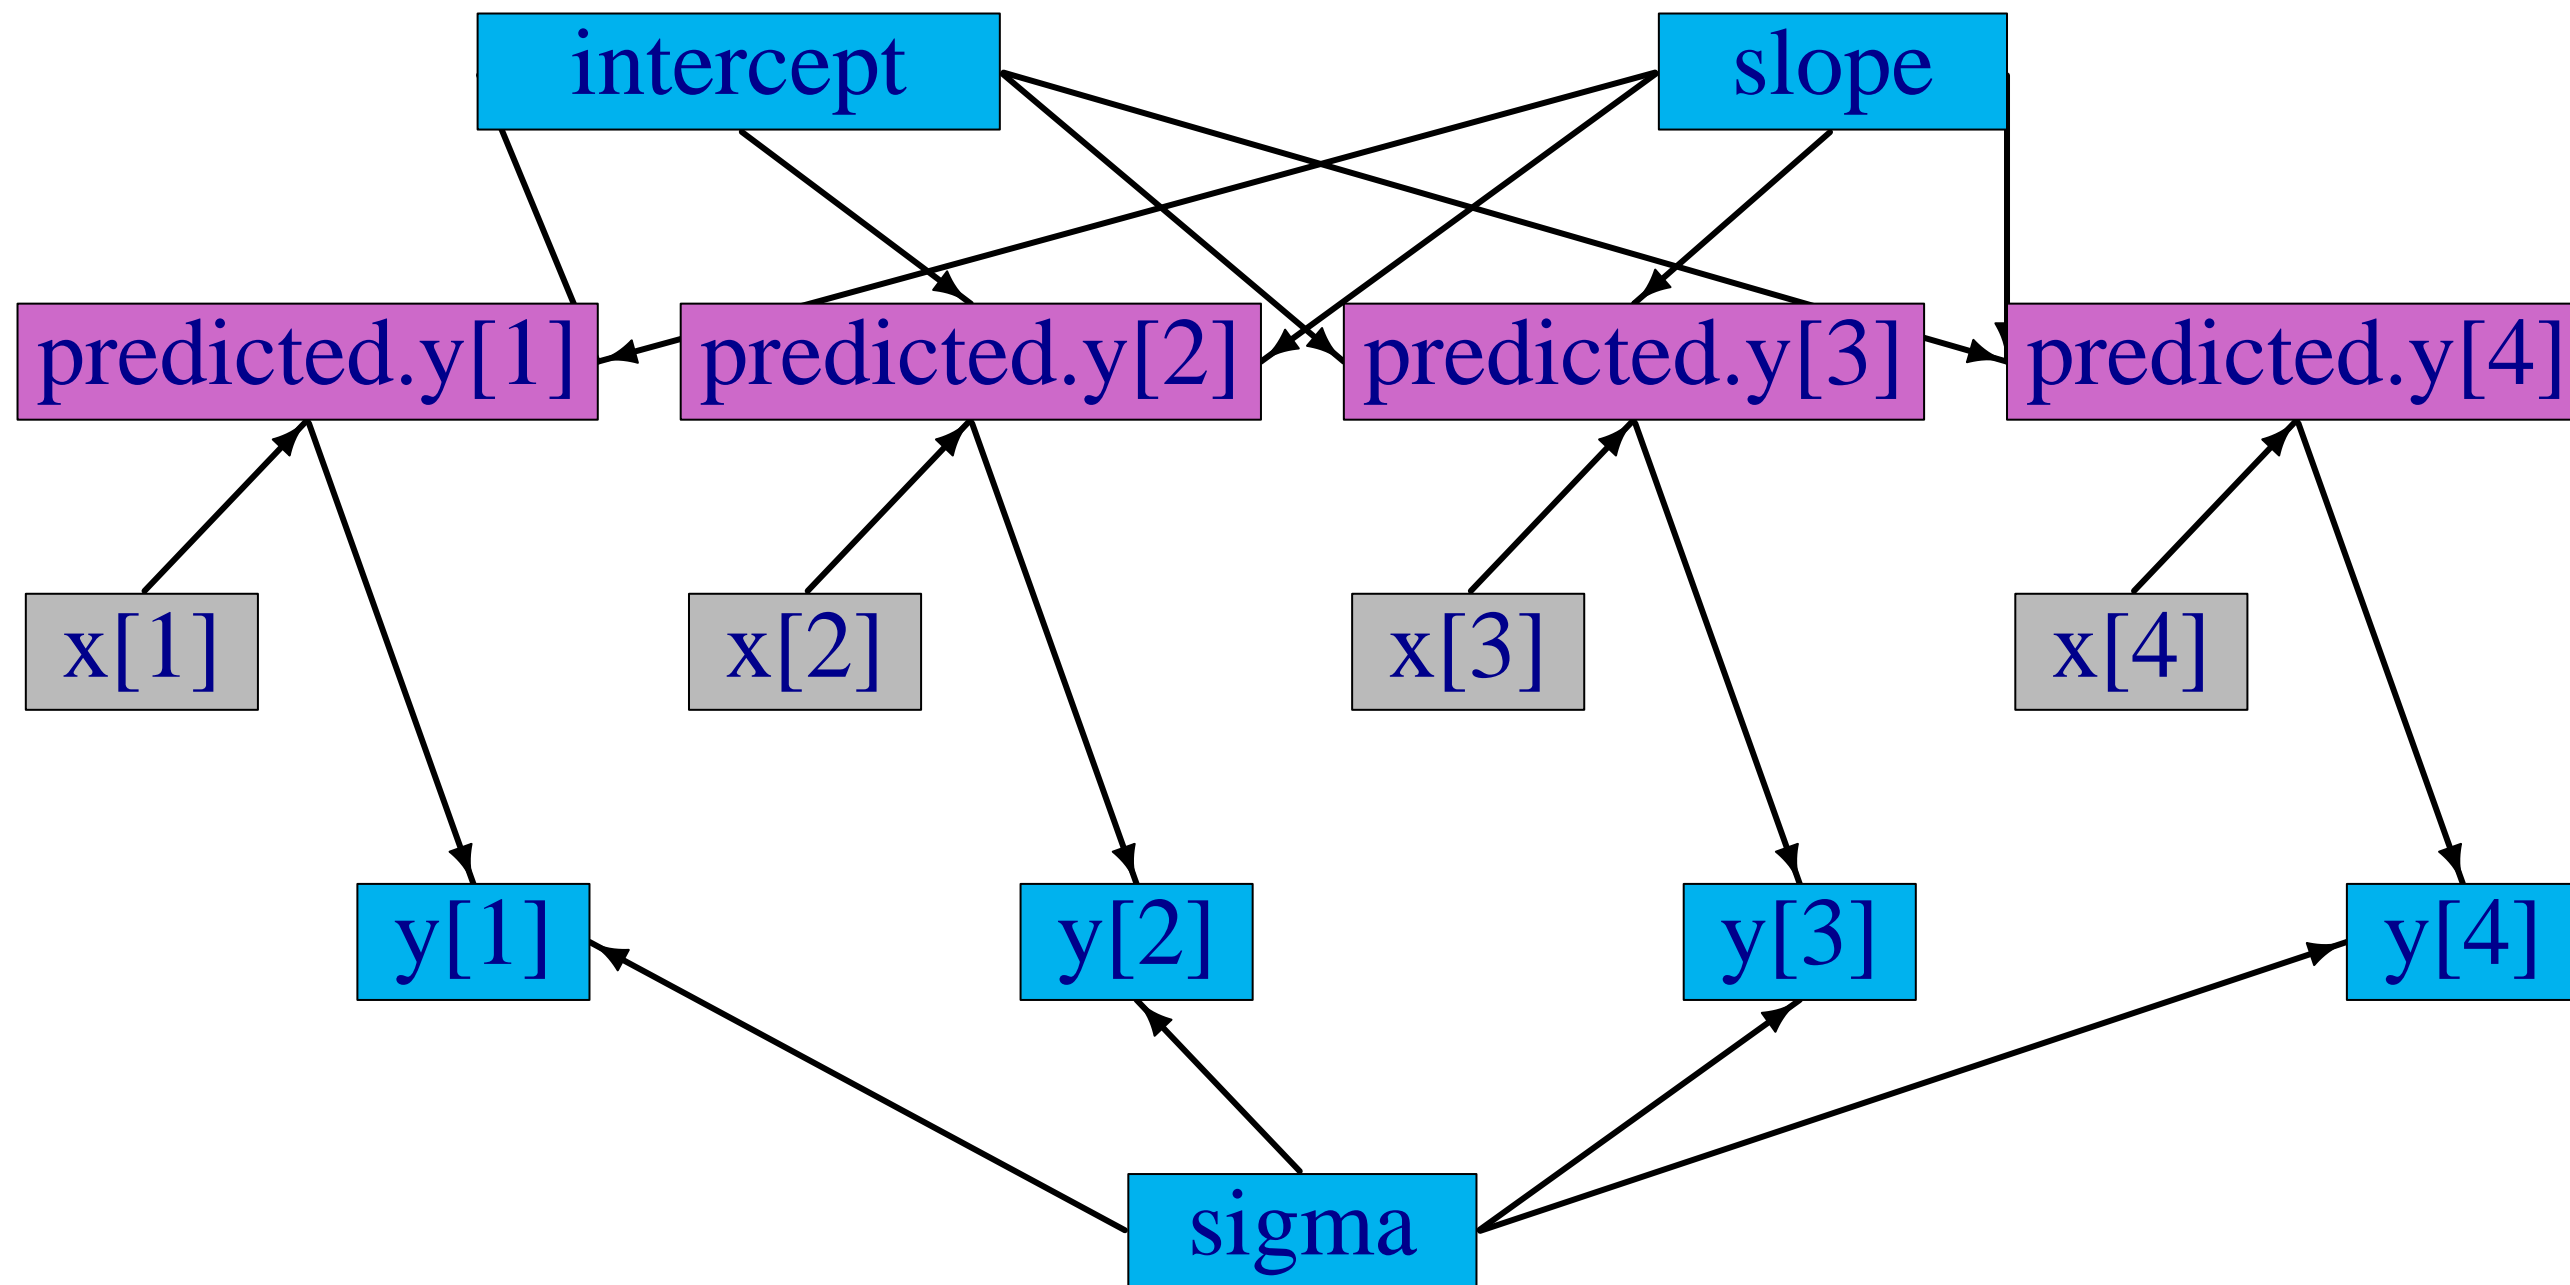 intercept
slope
predicted.y[1]
predicted.y[2]
predicted.y[3]
predicted.y[4]
x[1]
x[2]
x[3]
x[4]
y[1]
y[2]
y[3]
y[4]
sigma